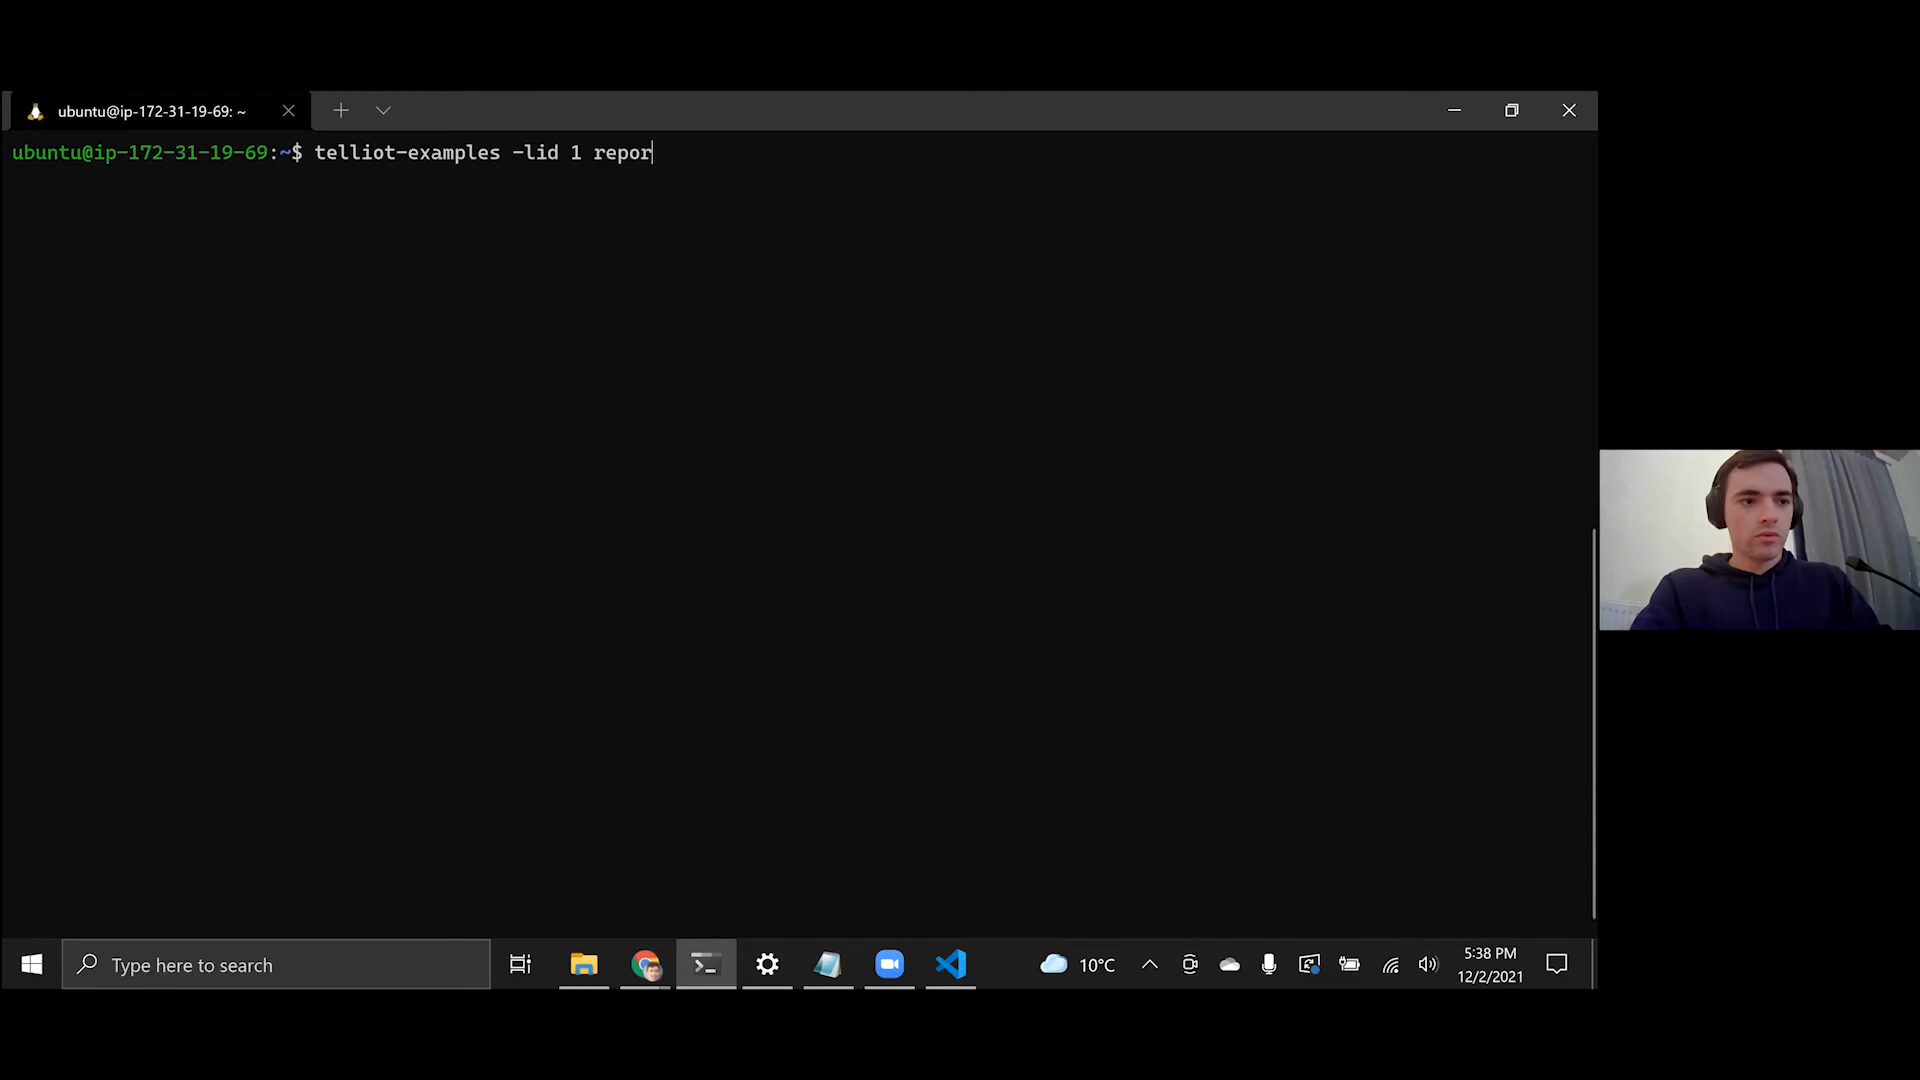 ubuntu@ip-172-31-19-69: ~
ubuntu@ip-172-31-19-69:~$ telliot-examples -lid 1 repor
Type here to search
10°C
5:38 PM
12/2/2021